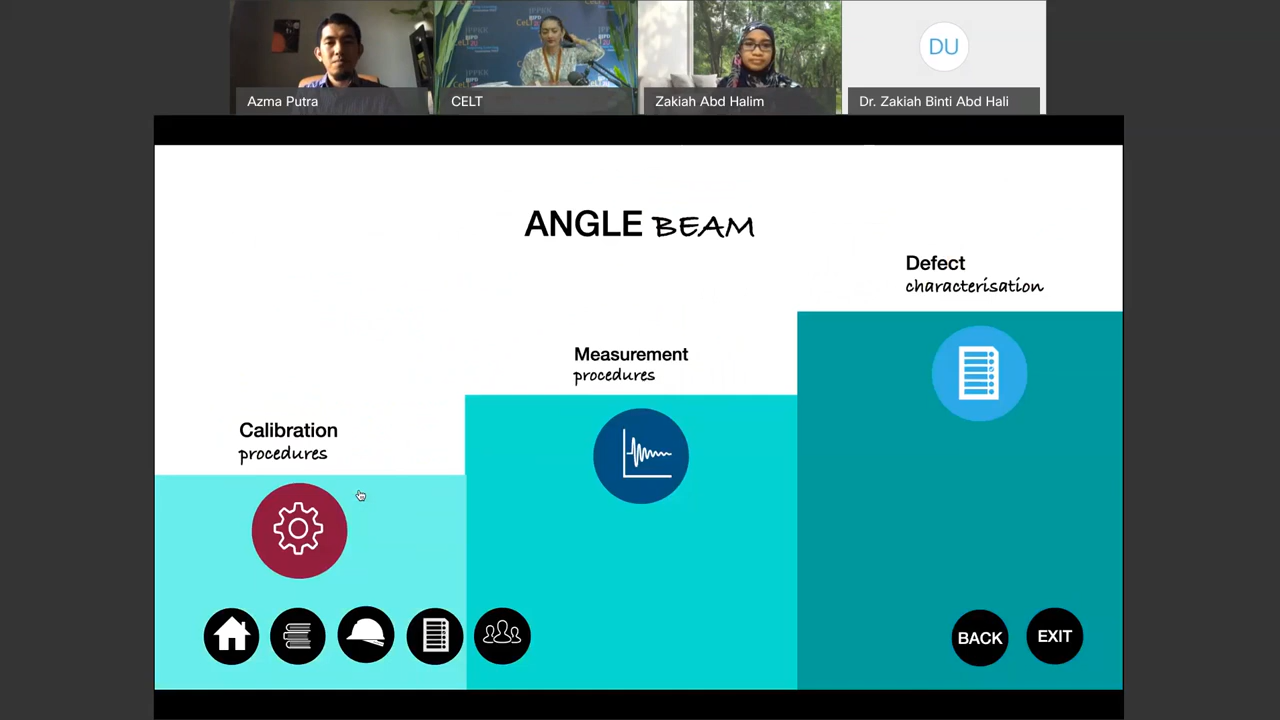 DU
Azma Putra
CELT
Zakiah Abd Halim
Dr. Zakiah Binti Abd Hali
ANGLE BEAM
Defect
characterisation
Measurement
procedures
Calibration
procedures
BACK
EXIT